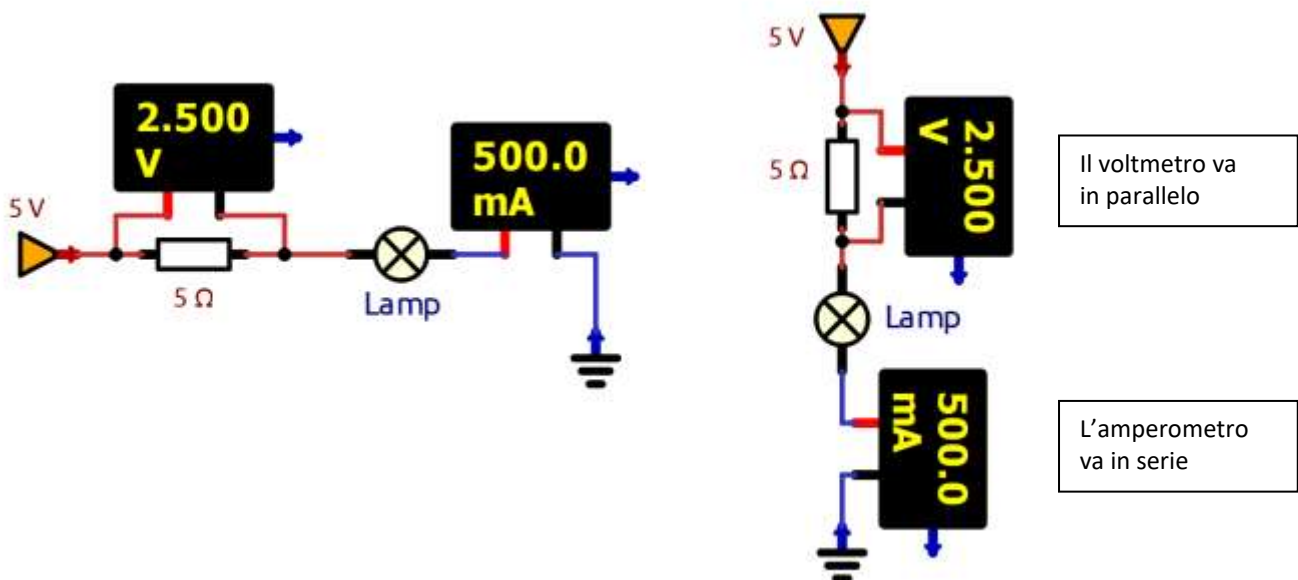 2.500
V
500.0
mA
5 V
5 Ω
Lamp
5 V
2.500
V
5 Ω
Lamp
500.0
mA
Il voltmetro va
in parallelo
L’amperometro
va in serie